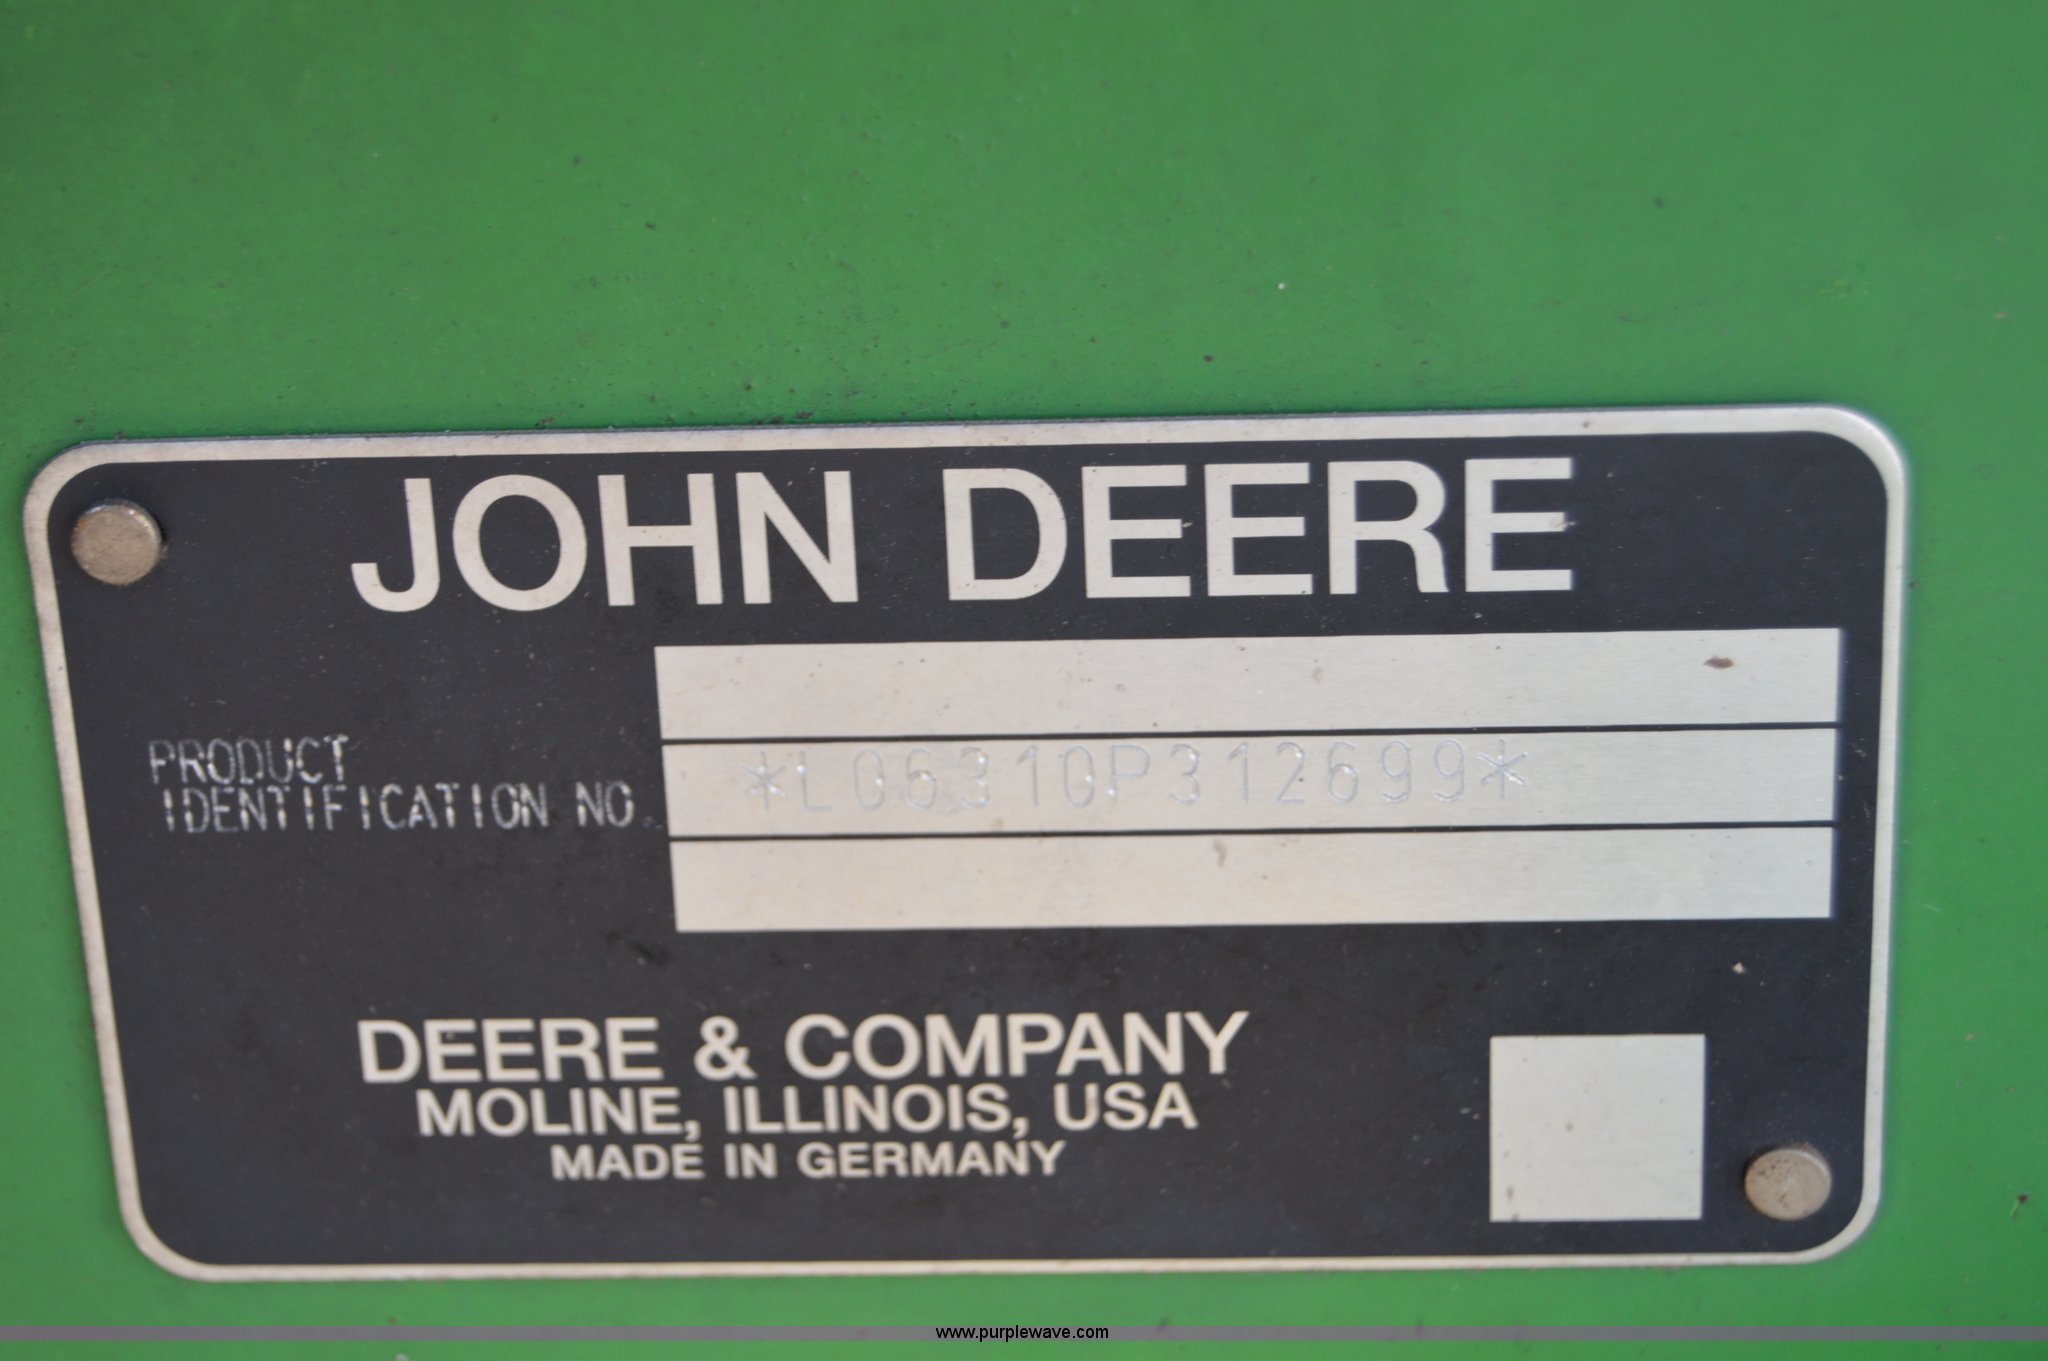 JOHN DEERE
PRODUCT
IDENTIFICATION NO.
*L06310P312699*
DEERE & COMPANY
MOLINE, ILLINOIS, USA
MADE IN GERMANY
www.purplewave.com